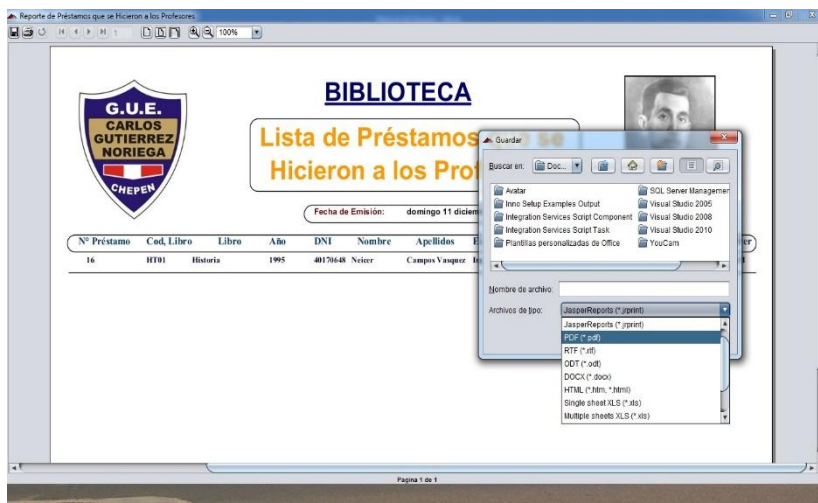 Reporte de Préstamos que se Hicieron a los Profesores
100%
G.U.E.
CARLOS
GUTIERREZ
NORIEGA
CHEPEN
BIBLIOTECA
Lista de Préstamos que se
Hicieron a los Prof
Fecha de Emisión: domingo 11 diciem
Nº Préstamo Cod, Libro Libro Año DNI Nombre Apellidos
16 HT01 Historia 1995 40170648 Neicer Campos Vasquez
Guardar
Buscar en: Doc...
Avatar
Inno Setup Examples Output
Integration Services Script Component
Integration Services Script Task
Plantillas personalizadas de Office
SQL Server Managemer
Visual Studio 2005
Visual Studio 2008
Visual Studio 2010
YouCam
Nombre de archivo:
Archivos de tipo: JasperReports (*.jrprint)
JasperReports (*.jrprint)
PDF (*.pdf)
RTF (*.rtf)
ODT (*.odt)
DOCX (*.docx)
HTML (*.htm, *.html)
Single sheet XLS (*.xls)
Multiple sheets XLS (*.xls)
Pagina 1 de 1